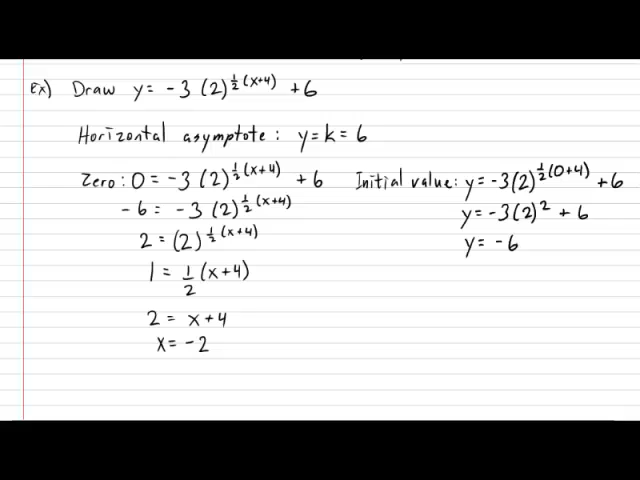 Ex) Draw y = -3 (2)^{½(x+4)} + 6
Horizontal asymptote: y = k = 6
Zero: 0 = -3 (2)^{½(x+4)} + 6
-6 = -3 (2)^{½(x+4)}
2 = (2)^{½(x+4)}
1 = ½ (x+4)
2 = x+4
x = -2
Initial value: y = -3(2)^{½(0+4)} + 6
y = -3(2)² + 6
y = -6